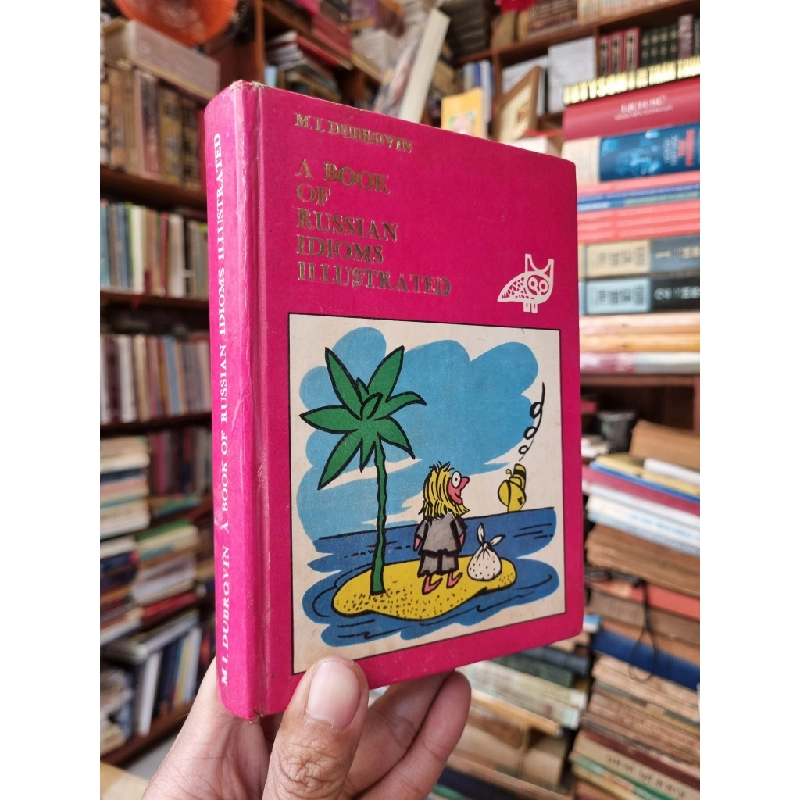 M. I. DUBROVIN
A BOOK
OF
RUSSIAN
IDIOMS
ILLUSTRATED
M. I. DUBROVIN A BOOK OF RUSSIAN IDIOMS ILLUSTRATED